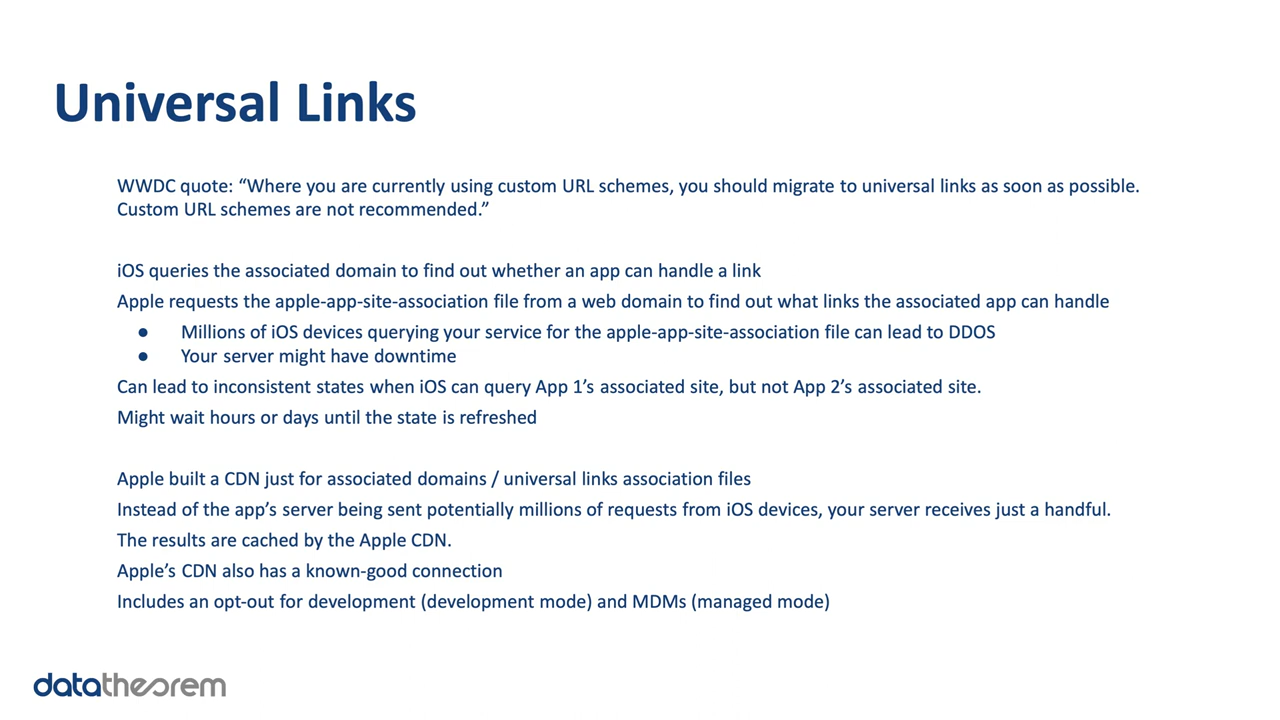 Universal Links
WWDC quote: “Where you are currently using custom URL schemes, you should migrate to universal links as soon as possible.
Custom URL schemes are not recommended.”
iOS queries the associated domain to find out whether an app can handle a link
Apple requests the apple-app-site-association file from a web domain to find out what links the associated app can handle
● Millions of iOS devices querying your service for the apple-app-site-association file can lead to DDOS
● Your server might have downtime
Can lead to inconsistent states when iOS can query App 1’s associated site, but not App 2’s associated site.
Might wait hours or days until the state is refreshed
Apple built a CDN just for associated domains / universal links association files
Instead of the app’s server being sent potentially millions of requests from iOS devices, your server receives just a handful.
The results are cached by the Apple CDN.
Apple’s CDN also has a known-good connection
Includes an opt-out for development (development mode) and MDMs (managed mode)
datatheorem